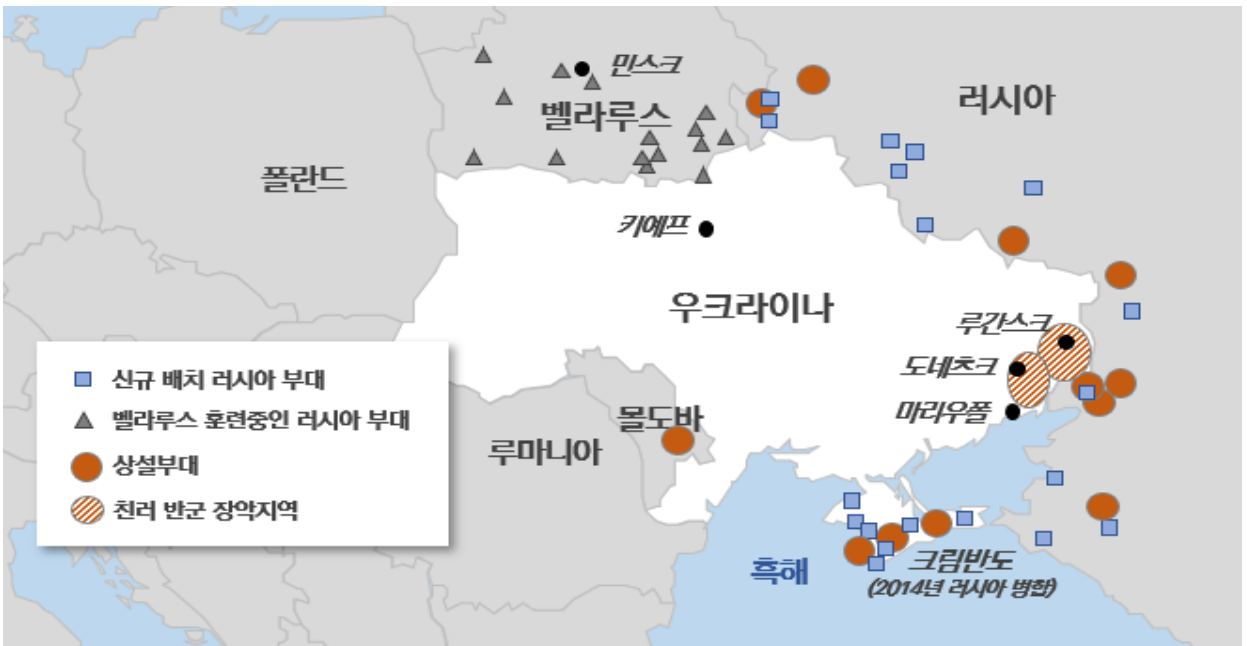 민스크
벨라루스
러시아
폴란드
키예프
우크라이나
루간스크
도네츠크
마라우폴
몰도바
루마니아
신규 배치 러시아 부대
벨라루스 훈련중인 러시아 부대
상설부대
친러 반군 장악지역
흑해
크림반도
(2014년 러시아 병합)